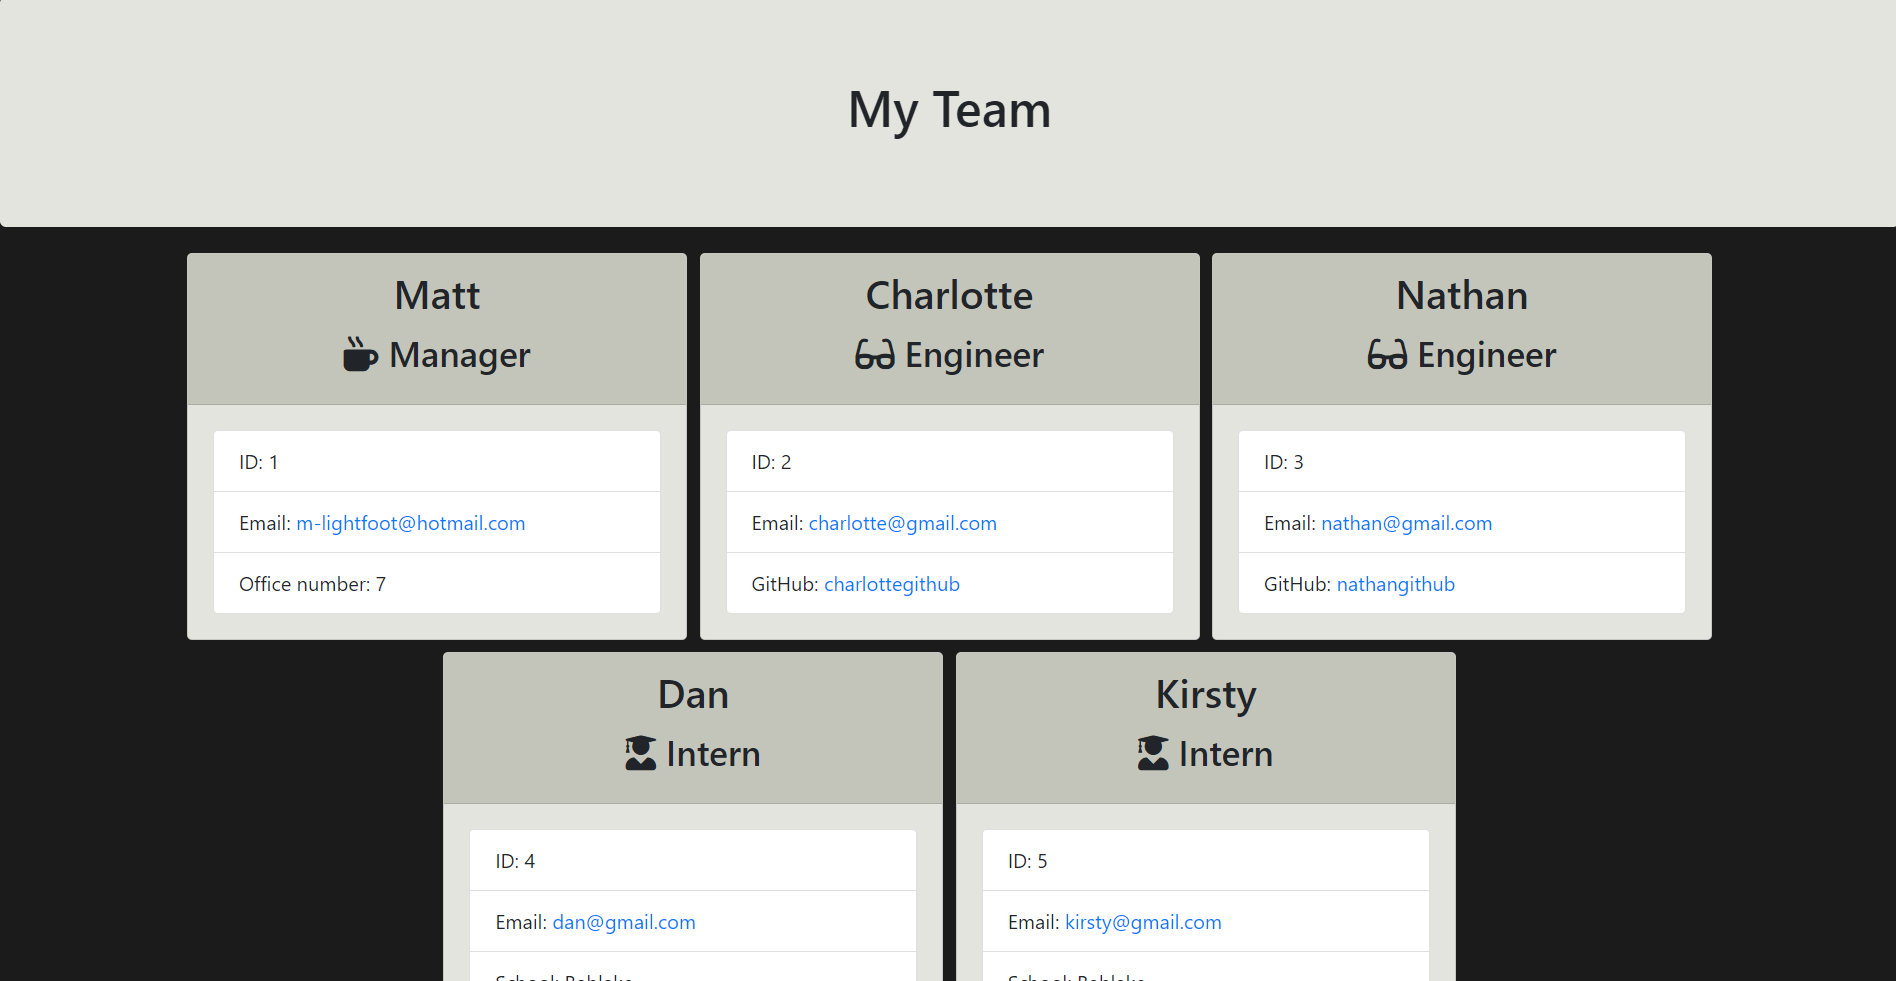 My Team
Matt
Manager
ID: 1
Email: m-lightfoot@hotmail.com
Office number: 7
Charlotte
Engineer
ID: 2
Email: charlotte@gmail.com
GitHub: charlottegithub
Nathan
Engineer
ID: 3
Email: nathan@gmail.com
GitHub: nathangithub
Dan
Intern
ID: 4
Email: dan@gmail.com
Kirsty
Intern
ID: 5
Email: kirsty@gmail.com